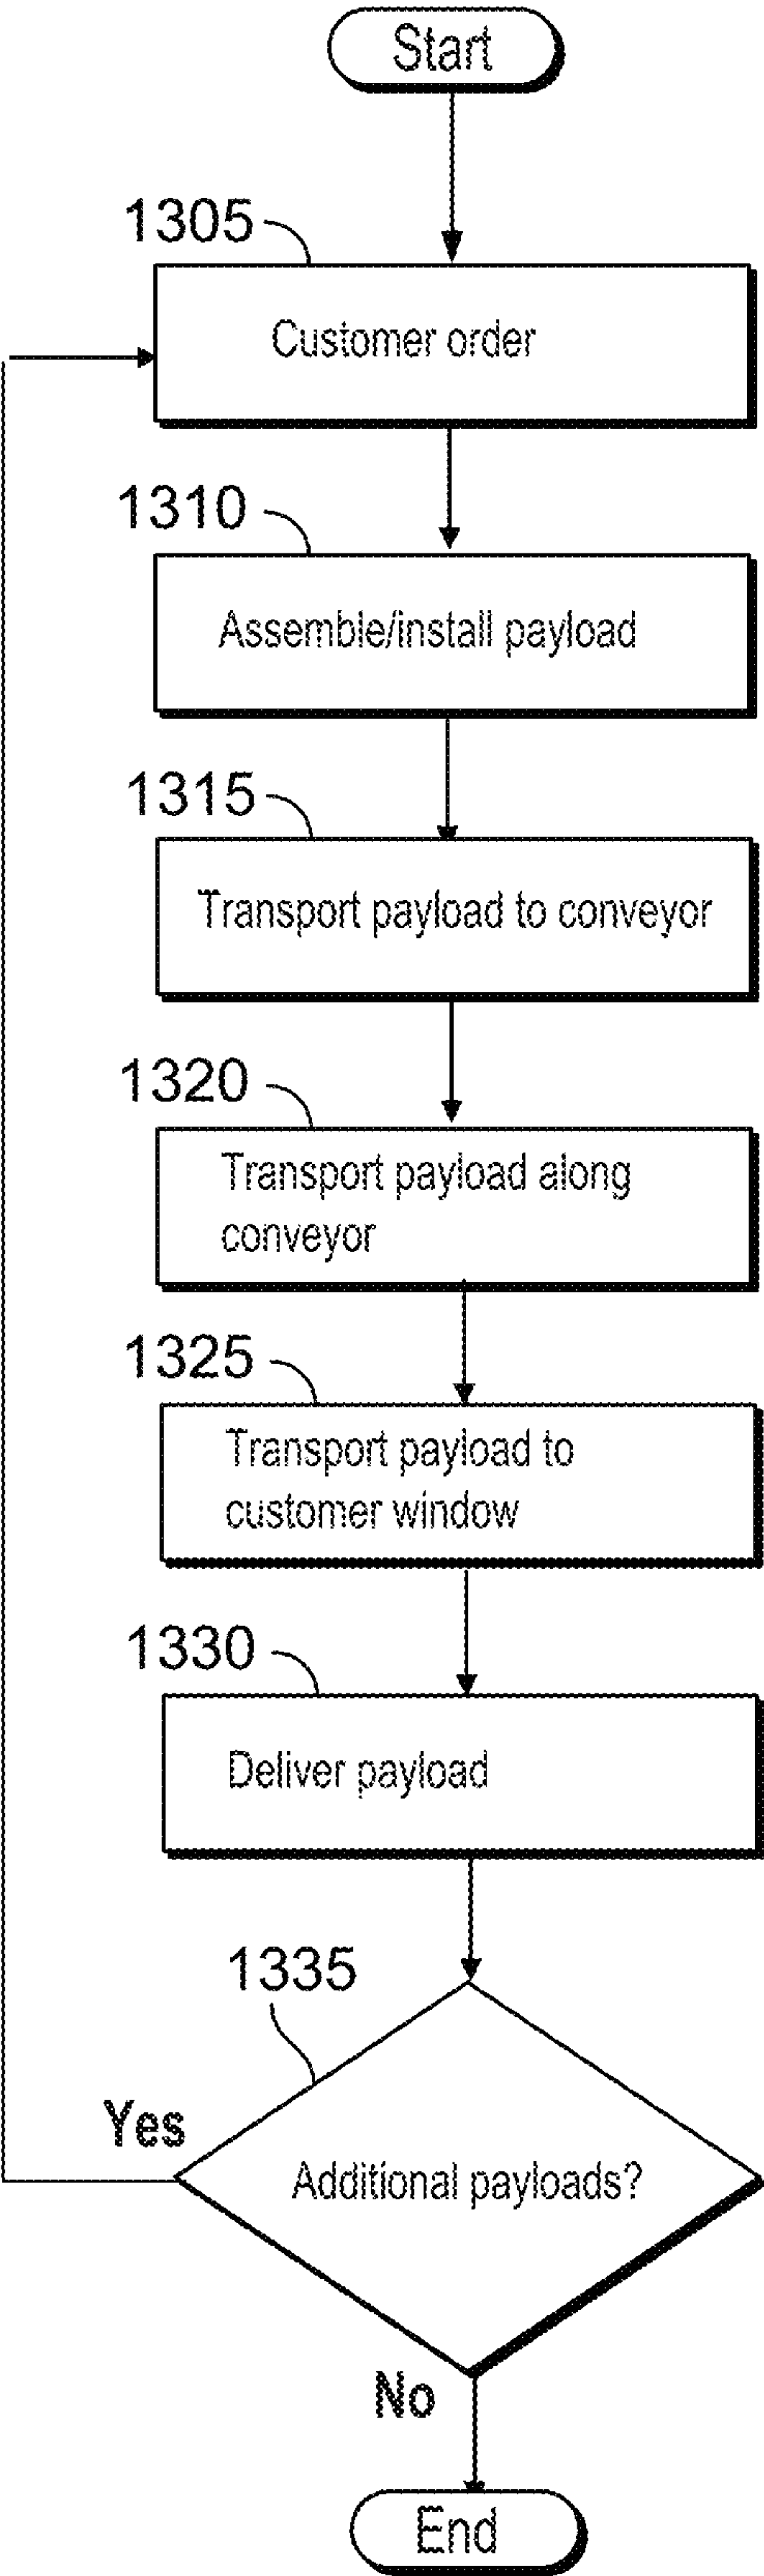 Start
1305
Customer order
1310
Assemble/install payload
1315
Transport payload to conveyor
1320
Transport payload along
conveyor
1325
Transport payload to
customer window
1330
Deliver payload
1335
Yes
Additional payloads?
No
End